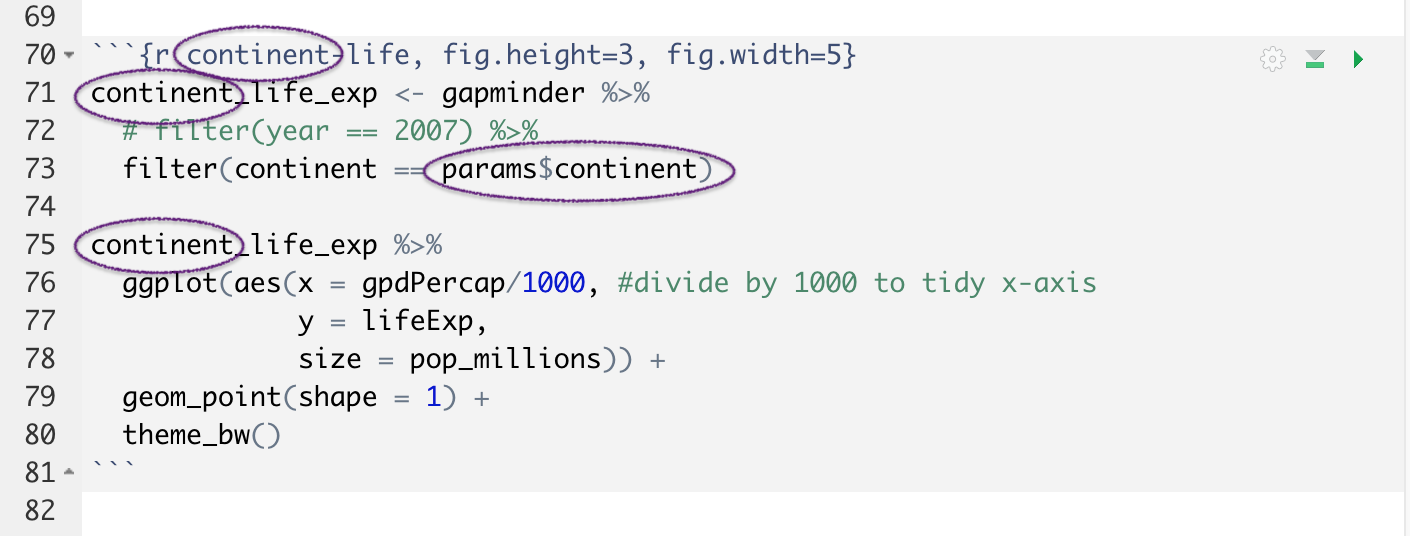 69
70 ```{r continent-life, fig.height=3, fig.width=5}
71 continent_life_exp <- gapminder %>%
72   # filter(year == 2007) %>%
73   filter(continent == params$continent)
74
75 continent_life_exp %>%
76   ggplot(aes(x = gpdPercap/1000, #divide by 1000 to tidy x-axis
77              y = lifeExp,
78              size = pop_millions)) +
79   geom_point(shape = 1) +
80   theme_bw()
81 ```
82